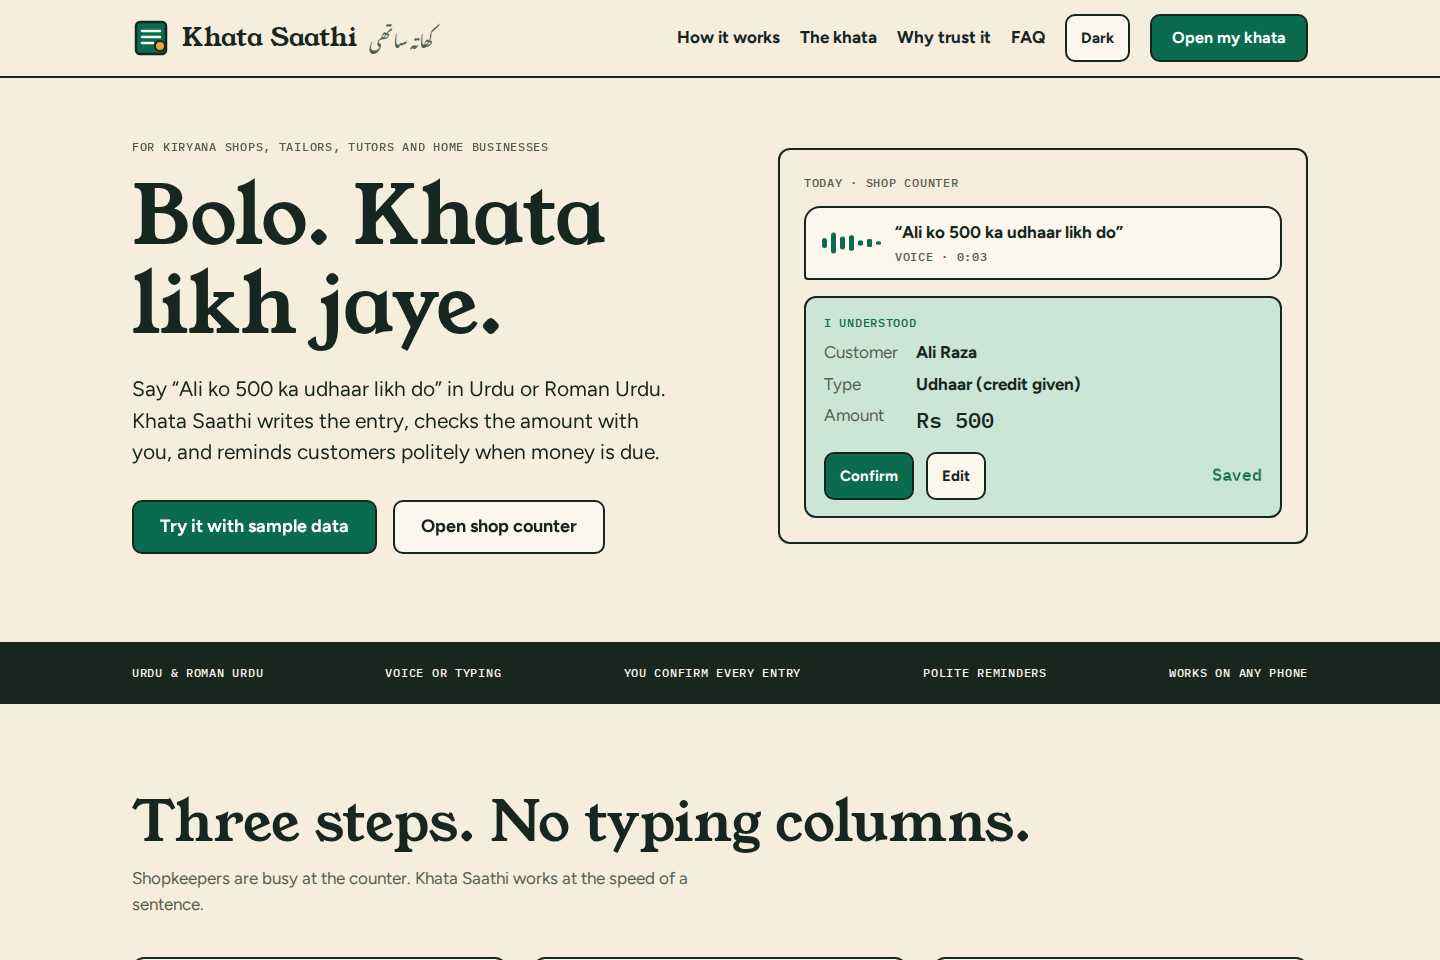 Khata Saathi کھاتہ ساتھی
How it works
The khata
Why trust it
FAQ
Dark
Open my khata
FOR KIRYANA SHOPS, TAILORS, TUTORS AND HOME BUSINESSES
Bolo. Khata
likh jaye.
Say “Ali ko 500 ka udhaar likh do” in Urdu or Roman Urdu.
Khata Saathi writes the entry, checks the amount with
you, and reminds customers politely when money is due.
Try it with sample data
Open shop counter
TODAY · SHOP COUNTER
“Ali ko 500 ka udhaar likh do”
VOICE · 0:03
I UNDERSTOOD
Customer Ali Raza
Type Udhaar (credit given)
Amount Rs 500
Confirm
Edit
Saved
URDU & ROMAN URDU
VOICE OR TYPING
YOU CONFIRM EVERY ENTRY
POLITE REMINDERS
WORKS ON ANY PHONE
Three steps. No typing columns.
Shopkeepers are busy at the counter. Khata Saathi works at the speed of a
sentence.